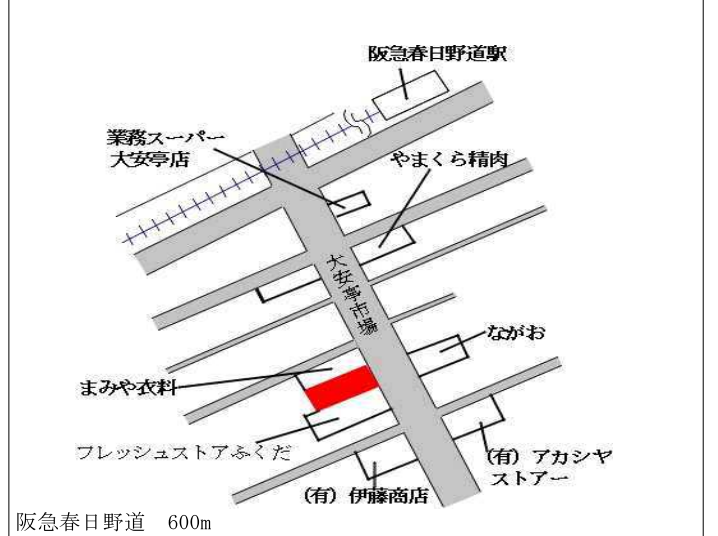 阪急春日野道駅
業務スーパー
大安亭店
やまくら精肉
大安亭市場
ながお
まみや衣料
フレッシュストアふくだ
(有) アカシヤ
ストアー
(有) 伊藤商店
阪急春日野道　600m